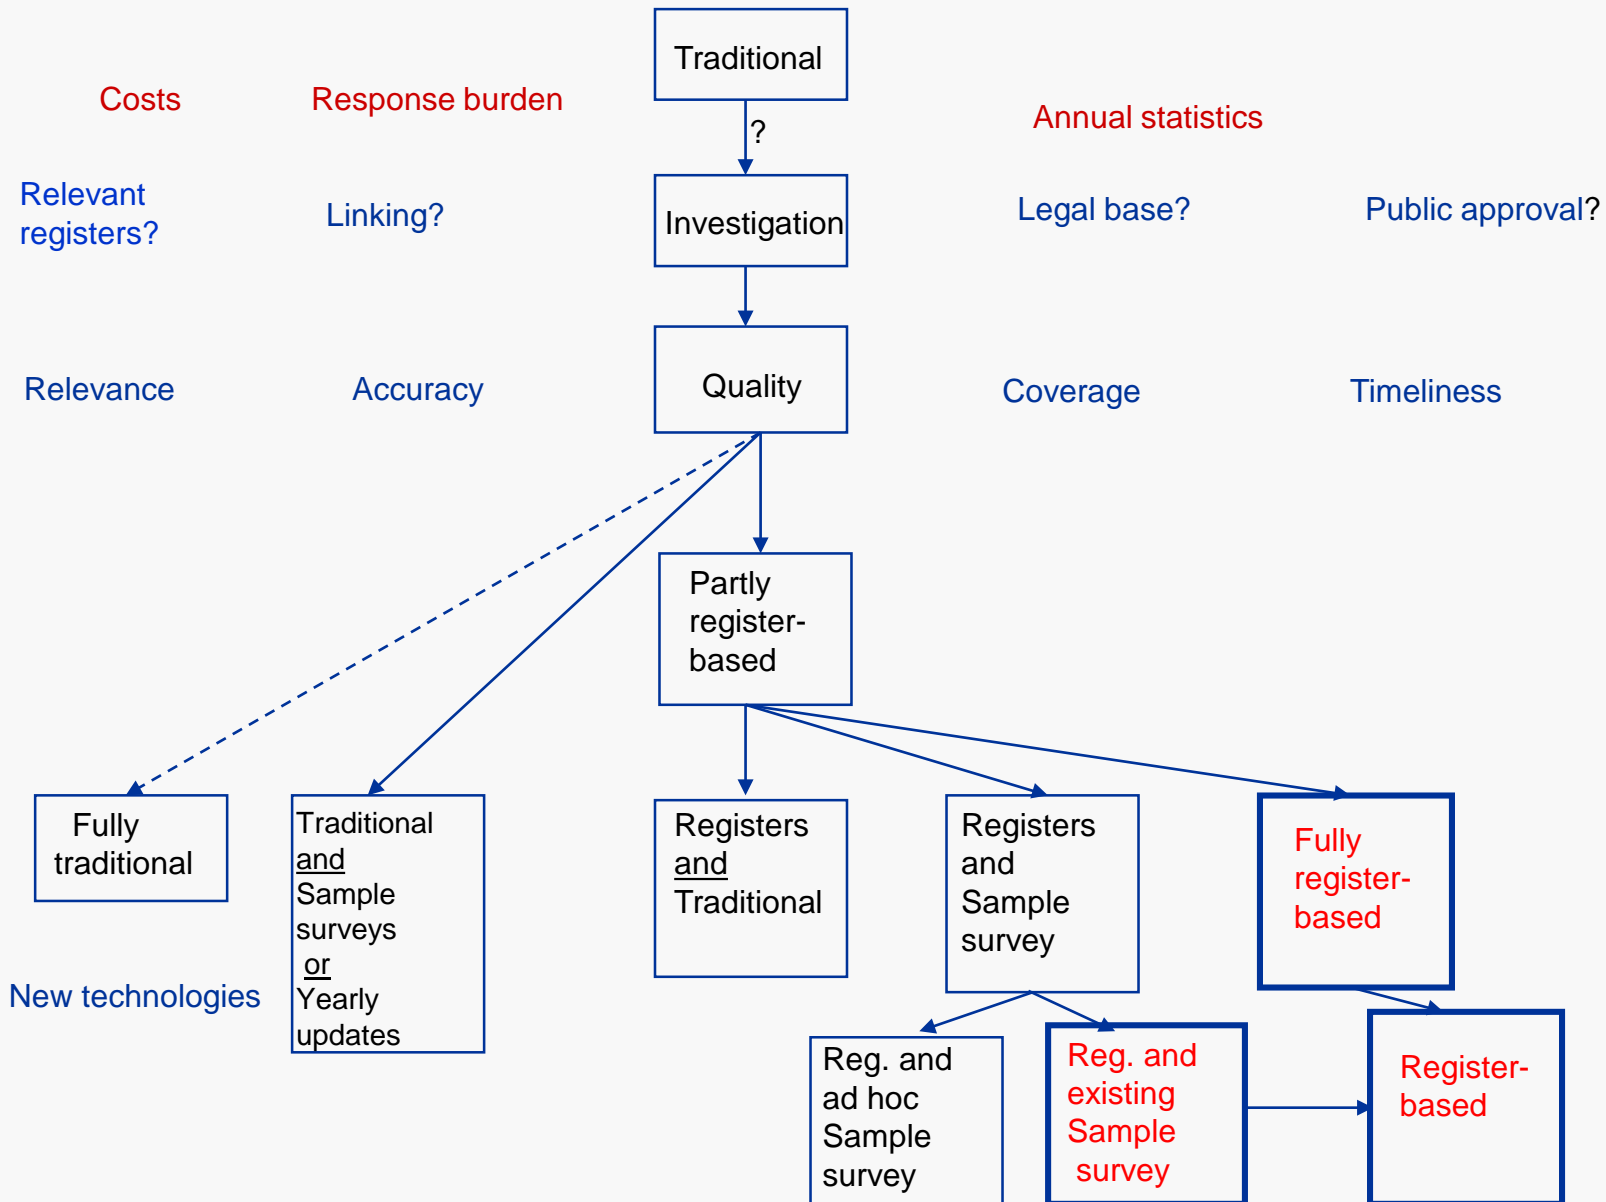 Traditional
Costs
Response burden
Annual statistics
?
Relevant
registers?
Linking?
Investigation
Legal base?
Public approval?
Relevance
Accuracy
Quality
Coverage
Timeliness
Partly
register-
based
Fully
traditional
Traditional
and
Sample
surveys
or
Yearly
updates
Registers
and
Traditional
Registers
and
Sample
survey
Fully
register-
based
New technologies
Reg. and
ad hoc
Sample
survey
Reg. and
existing
Sample
survey
Register-
based